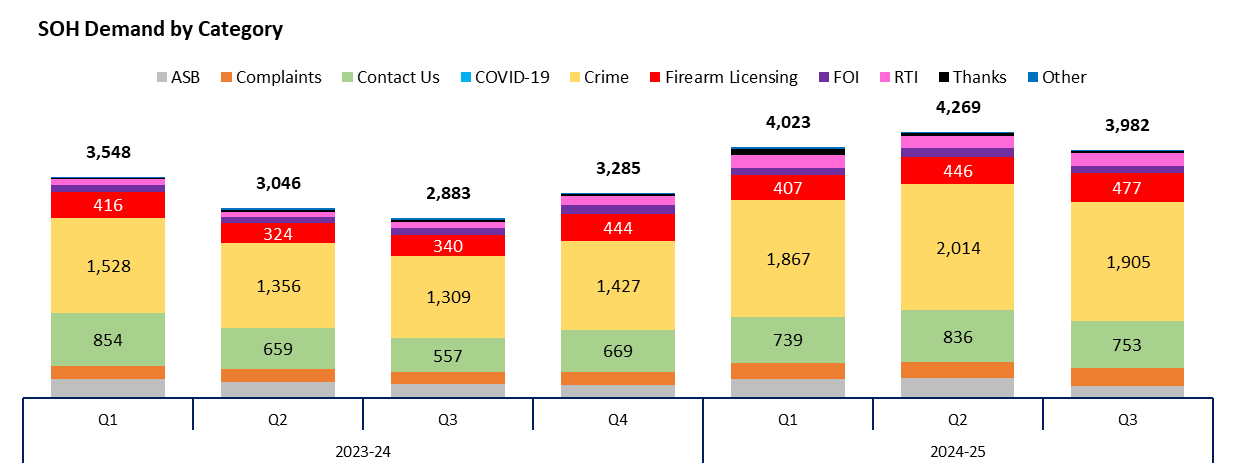 SOH Demand by Category
ASB Complaints Contact Us COVID-19 Crime Firearm Licensing FOI RTI Thanks Other
3,548 3,046 2,883 3,285 4,023 4,269 3,982
416 324 340 444 407 446 477
1,528 1,356 1,309 1,427 1,867 2,014 1,905
854 659 557 669 739 836 753
Q1 Q2 Q3 Q4 Q1 Q2 Q3
2023-24 2024-25